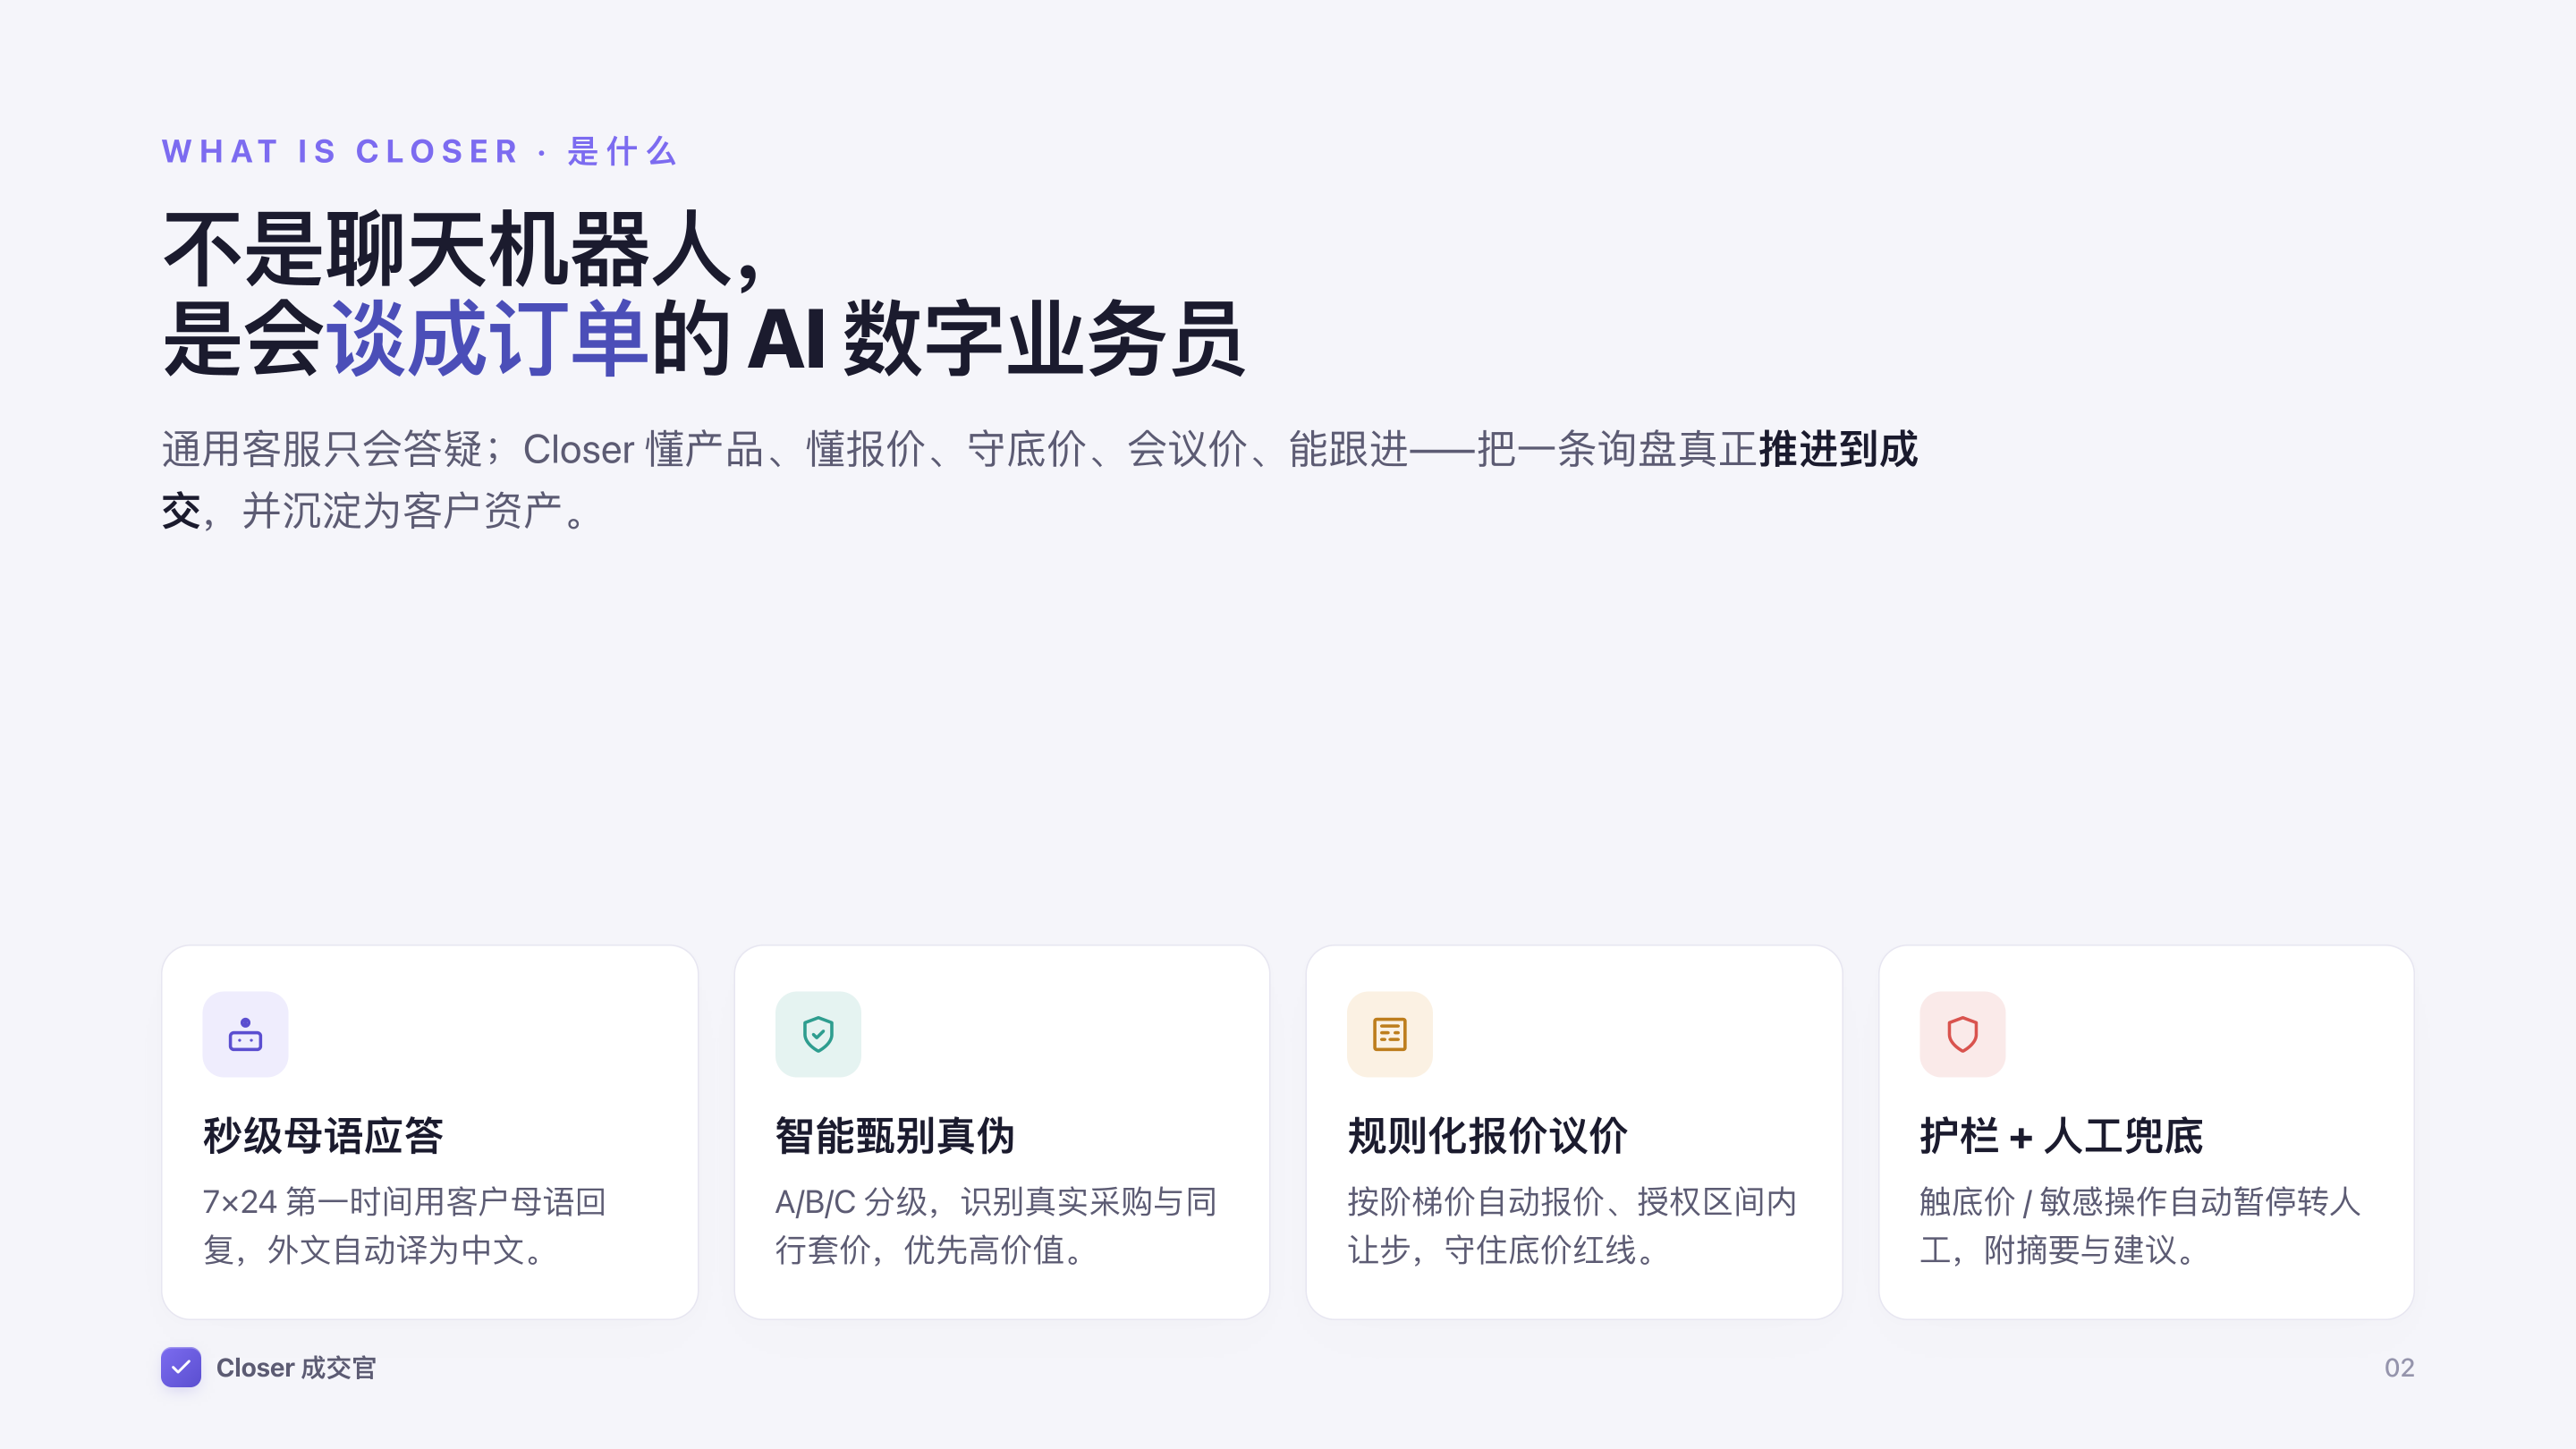 WHAT IS CLOSER · 是什么
不是聊天机器人，
是会谈成订单的 AI 数字业务员
通用客服只会答疑；Closer 懂产品、懂报价、守底价、会议价、能跟进——把一条询盘真正推进到成
交，并沉淀为客户资产。
秒级母语应答
7×24 第一时间用客户母语回
复，外文自动译为中文。
智能甄别真伪
A/B/C 分级，识别真实采购与同
行套价，优先高价值。
规则化报价议价
按阶梯价自动报价、授权区间内
让步，守住底价红线。
护栏 + 人工兜底
触底价 / 敏感操作自动暂停转人
工，附摘要与建议。
Closer 成交官
02